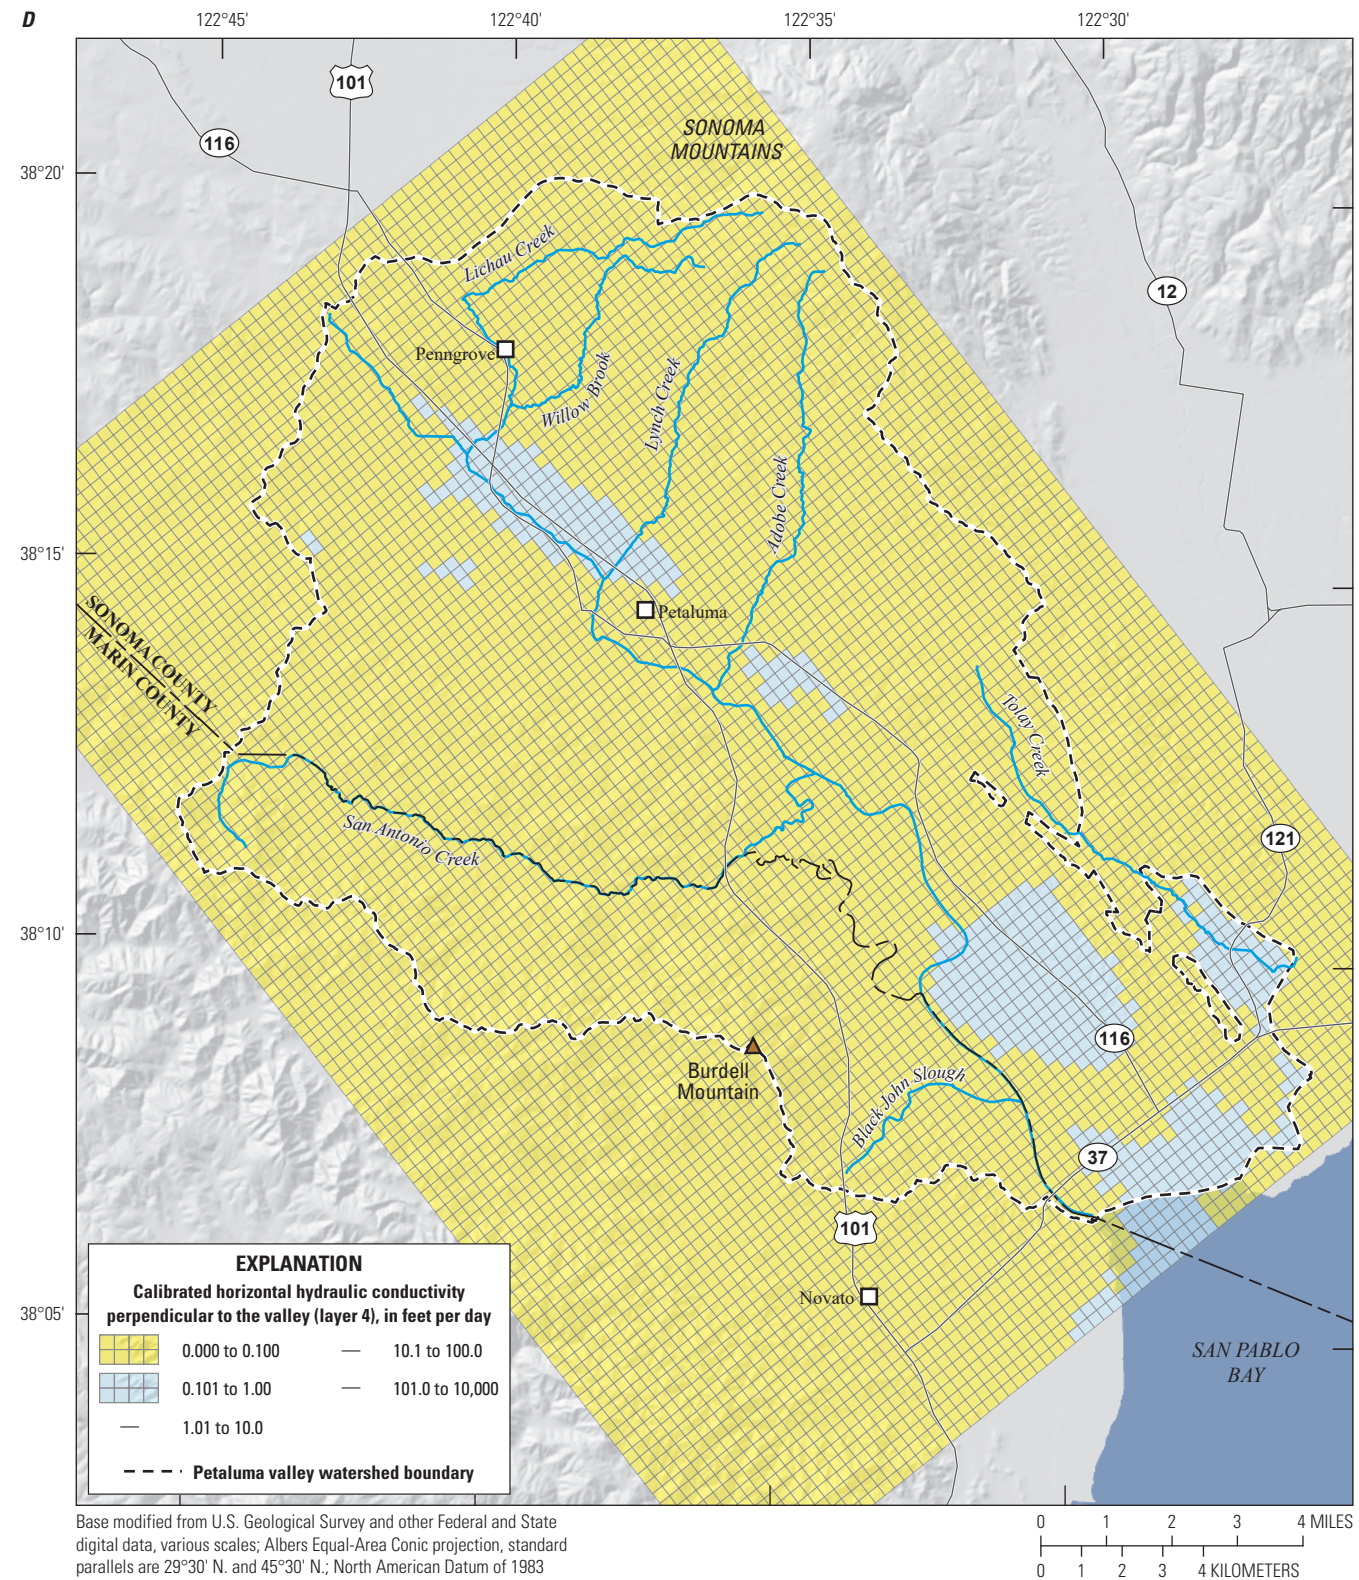 D
122°45'
122°40'
122°35'
122°30'
101
116
SONOMA
MOUNTAINS
38°20'
Lichau Creek
12
Penngrove
Willow Brook
Lynch Creek
Adobe Creek
38°15'
SONOMA COUNTY
MARIN COUNTY
Petaluma
Tolay Creek
San Antonio Creek
121
38°10'
116
Burdell
Mountain
Black John Slough
37
101
Novato
38°05'
SAN PABLO
BAY
EXPLANATION
Calibrated horizontal hydraulic conductivity
perpendicular to the valley (layer 4), in feet per day
0.000 to 0.100
10.1 to 100.0
0.101 to 1.00
101.0 to 10,000
1.01 to 10.0
Petaluma valley watershed boundary
Base modified from U.S. Geological Survey and other Federal and State
digital data, various scales; Albers Equal-Area Conic projection, standard
parallels are 29°30' N. and 45°30' N.; North American Datum of 1983
0 1 2 3 4 MILES
0 1 2 3 4 KILOMETERS